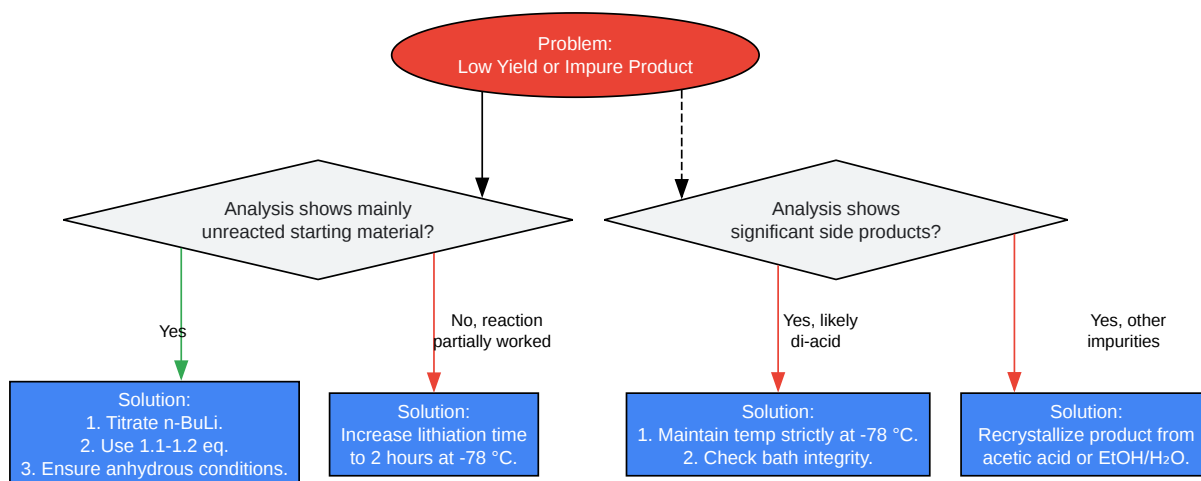 Problem:
Low Yield or Impure Product
Analysis shows mainly
unreacted starting material?
Analysis shows
significant side products?
Yes
No, reaction
partially worked
Yes, likely
di-acid
Yes, other
impurities
Solution:
1. Titrate n-BuLi.
2. Use 1.1-1.2 eq.
3. Ensure anhydrous conditions.
Solution:
Increase lithiation time
to 2 hours at -78 °C.
Solution:
1. Maintain temp strictly at -78 °C.
2. Check bath integrity.
Solution:
Recrystallize product from
acetic acid or EtOH/H₂O.